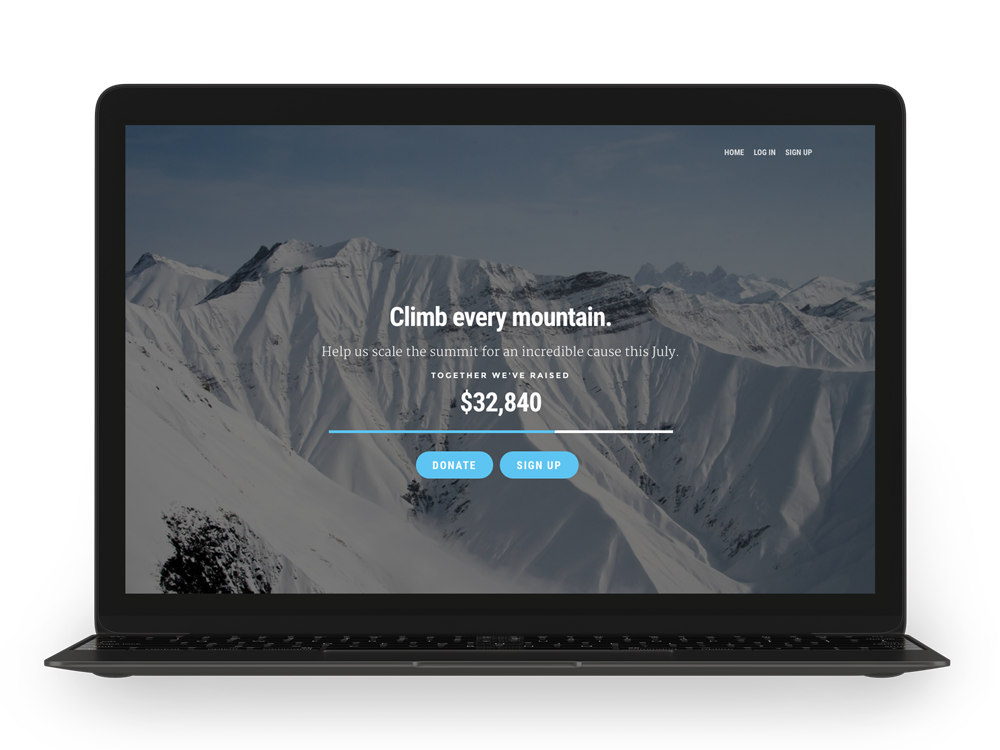 HOME LOG IN SIGN UP
Climb every mountain.
Help us scale the summit for an incredible cause this July.
TOGETHER WE'VE RAISED
$32,840
DONATE SIGN UP